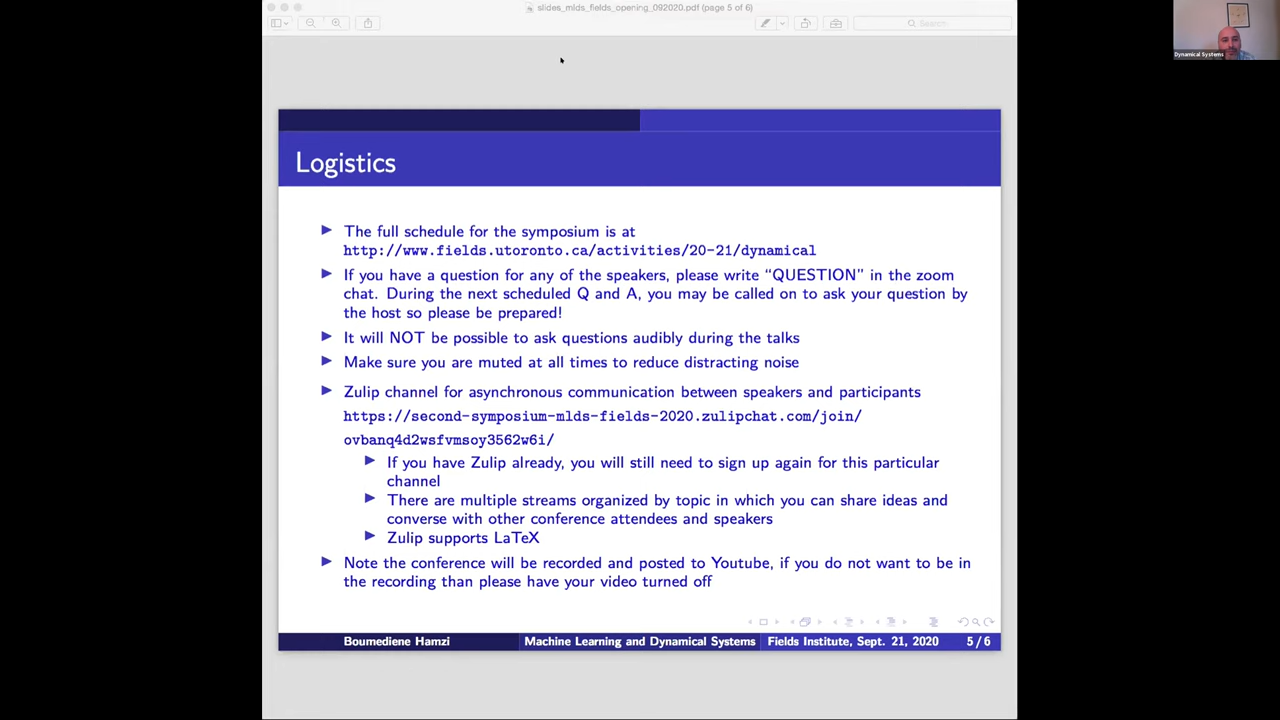 slides_mlds_fields_opening_092020.pdf (page 5 of 6)
Search
Dynamical Systems
Logistics
The full schedule for the symposium is at
http://www.fields.utoronto.ca/activities/20-21/dynamical
If you have a question for any of the speakers, please write “QUESTION” in the zoom
chat. During the next scheduled Q and A, you may be called on to ask your question by
the host so please be prepared!
It will NOT be possible to ask questions audibly during the talks
Make sure you are muted at all times to reduce distracting noise
Zulip channel for asynchronous communication between speakers and participants
https://second-symposium-mlds-fields-2020.zulipchat.com/join/
ovbanq4d2wsfvmsoy3562w6i/
If you have Zulip already, you will still need to sign up again for this particular
channel
There are multiple streams organized by topic in which you can share ideas and
converse with other conference attendees and speakers
Zulip supports LaTeX
Note the conference will be recorded and posted to Youtube, if you do not want to be in
the recording than please have your video turned off
Boumediene Hamzi Machine Learning and Dynamical Systems Fields Institute, Sept. 21, 2020 5/6